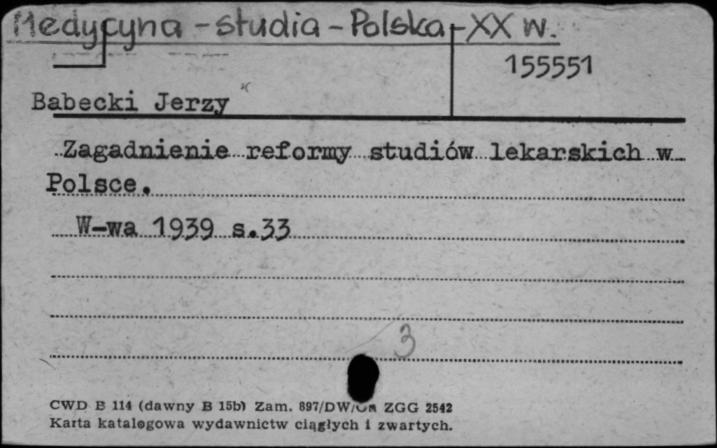 Medycyna - studia - Polska - XX w.
155551
Babecki Jerzy
Zagadnienie reformy studiów lekarskich w
Polsce.
W-wa 1939 s.33
3
CWD B 114 (dawny B 15b) Zam. 897/DW/ ZGG 2542
Karta katalogowa wydawnictw ciągłych i zwartych.